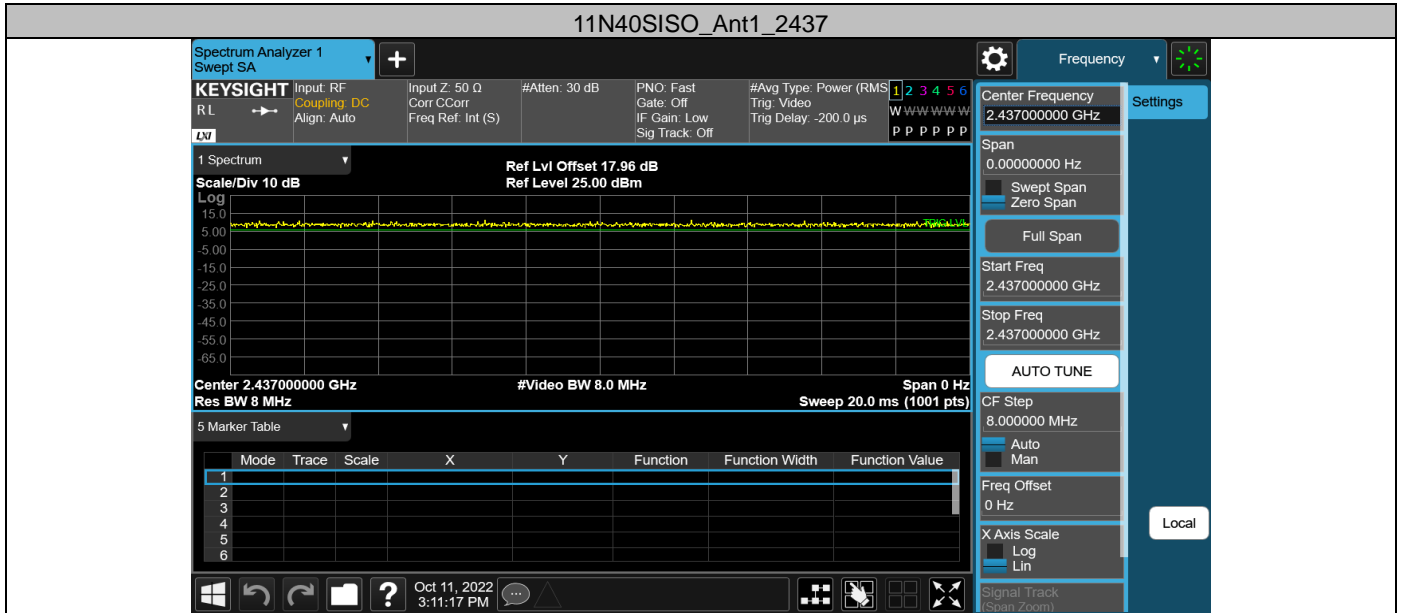 11N40SISO_Ant1_2437
Spectrum Analyzer 1
Swept SA
+
Frequency
KEYSIGHT
RL
LXI
Input: RF
Coupling: DC
Align: Auto
Input Z: 50 Ω
Corr CCorr
Freq Ref: Int (S)
#Atten: 30 dB
PNO: Fast
Gate: Off
IF Gain: Low
Sig Track: Off
#Avg Type: Power (RMS
Trig: Video
Trig Delay: -200.0 µs
1 2 3 4 5 6
W W W W W W
P P P P P P
Center Frequency
2.437000000 GHz
Settings
Span
0.00000000 Hz
Swept Span
Zero Span
Full Span
Start Freq
2.437000000 GHz
Stop Freq
2.437000000 GHz
AUTO TUNE
CF Step
8.000000 MHz
Auto
Man
Freq Offset
0 Hz
X Axis Scale
Log
Lin
Signal Track
(Span Zoom)
Local
1 Spectrum
Scale/Div 10 dB
Ref Lvl Offset 17.96 dB
Ref Level 25.00 dBm
Log
15.0
5.00
-5.00
-15.0
-25.0
-35.0
-45.0
-55.0
-65.0
TRIG LVL
Center 2.437000000 GHz
#Video BW 8.0 MHz
Span 0 Hz
Res BW 8 MHz
Sweep 20.0 ms (1001 pts)
5 Marker Table
Mode Trace Scale X Y Function Function Width Function Value
1
2
3
4
5
6
?
Oct 11, 2022
3:11:17 PM